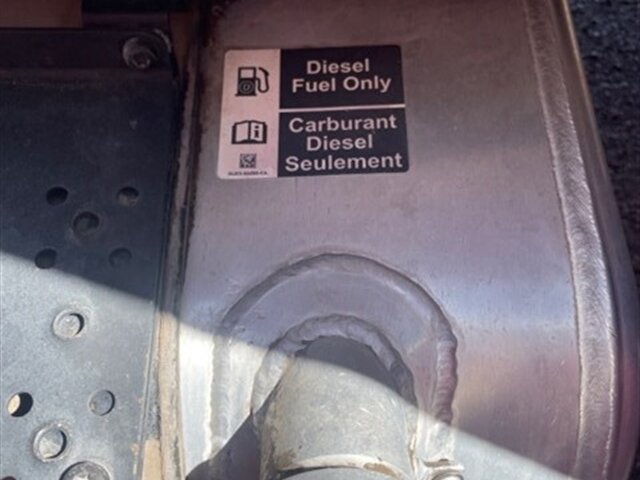 Diesel
Fuel Only
Carburant
Diesel
Seulement